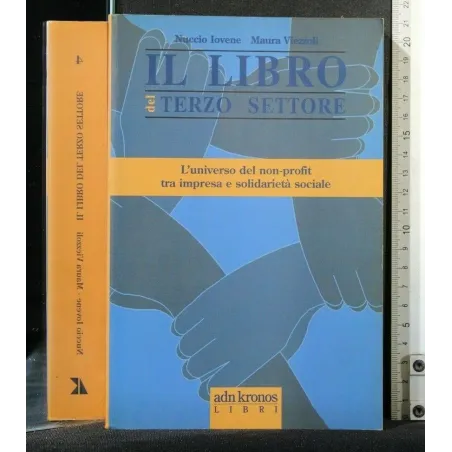 Nuccio Iovene Maura Viezzoli
IL LIBRO
del TERZO SETTORE
L'universo del non-profit
tra impresa e solidarietà sociale
adn kronos
LIBRI
Nuccio Iovene - Maura Viezzoli IL LIBRO DEL TERZO SETTORE 4